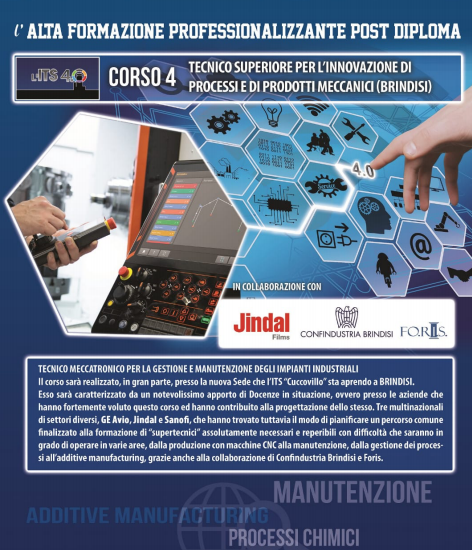 L' ALTA FORMAZIONE PROFESSIONALIZZANTE POST DIPLOMA
L'ITS 4.0
CORSO 4
TECNICO SUPERIORE PER L'INNOVAZIONE DI
PROCESSI E DI PRODOTTI MECCANICI (BRINDISI)
4.0
IN COLLABORAZIONE CON
Jindal
Films
CONFINDUSTRIA BRINDISI
FO.R.I.S.
TECNICO MECCATRONICO PER LA GESTIONE E MANUTENZIONE DEGLI IMPIANTI INDUSTRIALI
Il corso sarà realizzato, in gran parte, presso la nuova Sede che l'ITS "Cuccovillo" sta aprendo a BRINDISI.
Esso sarà caratterizzato da un notevolissimo apporto di Docenze in situazione, ovvero presso le aziende che
hanno fortemente voluto questo corso ed hanno contribuito alla progettazione dello stesso. Tre multinazionali
di settori diversi, GE Avio, Jindal e Sanofi, che hanno trovato tuttavia il modo di pianificare un percorso comune
finalizzato alla formazione di "supertecnici" assolutamente necessari e reperibili con difficoltà che saranno in
grado di operare in varie aree, dalla produzione con macchine CNC alla manutenzione, dalla gestione dei proces-
si all'additive manufacturing, grazie anche alla collaborazione di Confindustria Brindisi e Foris.
MANUTENZIONE
ADDITIVE MANUFACTURING
PROCESSI CHIMICI